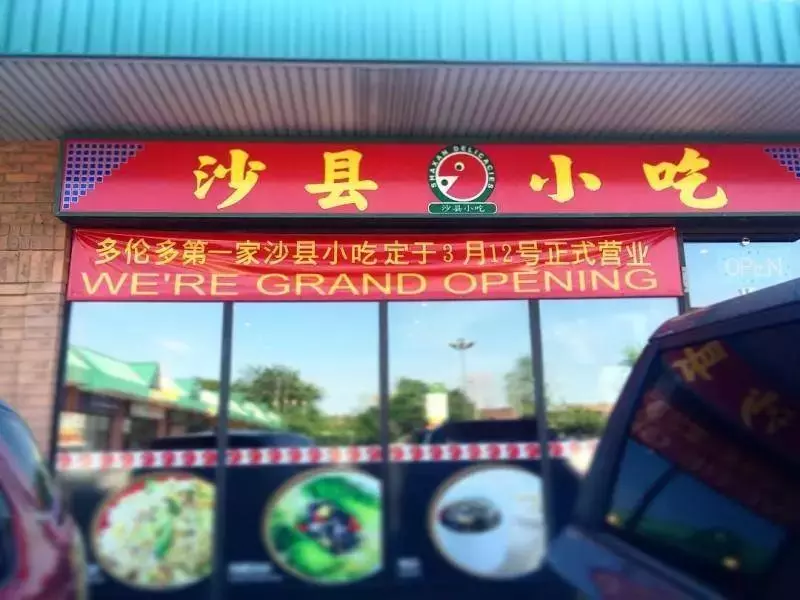 沙县小吃
SHAXAN DELICACIES
沙县小吃
多伦多第一家沙县小吃定于3月12号正式营业
WE'RE GRAND OPENING
OPEN